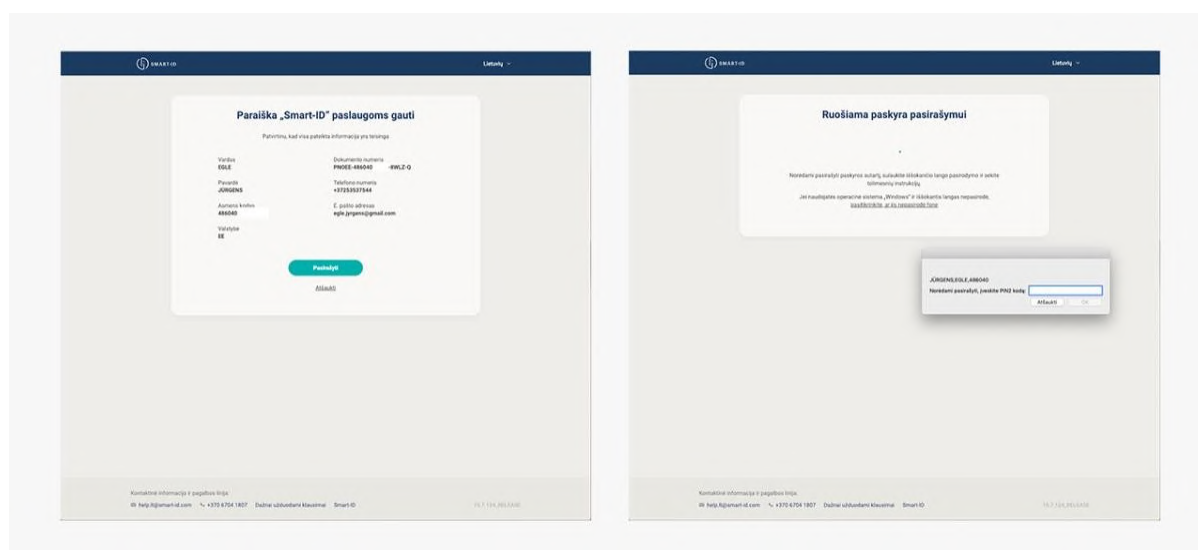 SMART-ID
Lietuvių
Paraiška „Smart-ID“ paslaugoms gauti
Patvirtinu, kad visa pateikta informacija yra teisinga
Vardas
EGLE
Pavardė
JÜRGENS
Asmens kodas
486040
Valstybė
EE
Dokumento numeris
PNOEE-486040 -8WLZ-Q
Telefono numeris
+37253537544
E. pašto adresas
egle.jyrgens@gmail.com
Pasirašyti
Atšaukti
Kontaktinė informacija ir pagalbos linija:
help.lt@smart-id.com +370 6704 1807 Dažnai užduodami klausimai Smart-ID
SMART-ID
Lietuvių
Ruošiama paskyra pasirašymui
Norėdami pasirašyti paskyros sutartį, sulaukite iššokančio lango pasirodymo ir sekite
tolimesnių instrukcijų.
Jei naudojatės operacine sistema „Windows“ ir iššokantis langas nepasirodė,
JÜRGENS,EGLE,486040
Norėdami pasirašyti, įveskite PIN2 kodą:
Atšaukti OK
Kontaktinė informacija ir pagalbos linija:
help.lt@smart-id.com +370 6704 1807 Dažnai užduodami klausimai Smart-ID